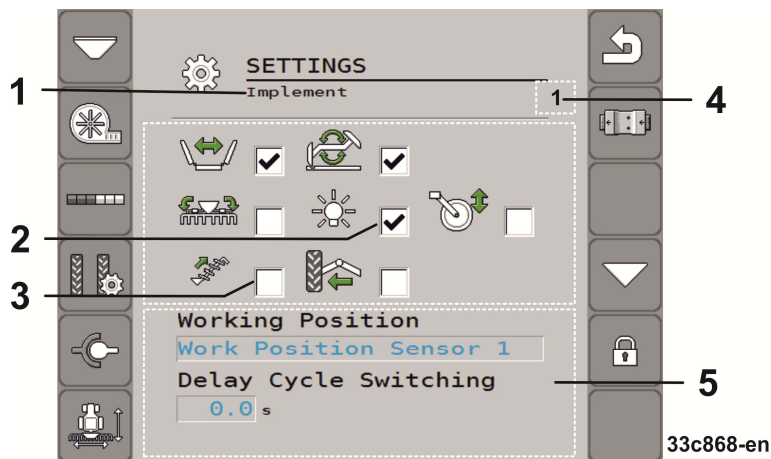 SETTINGS
1
Implement
1
4
2
3
Working Position
Work Position Sensor 1
Delay Cycle Switching
5
0.0 s
33c868-en